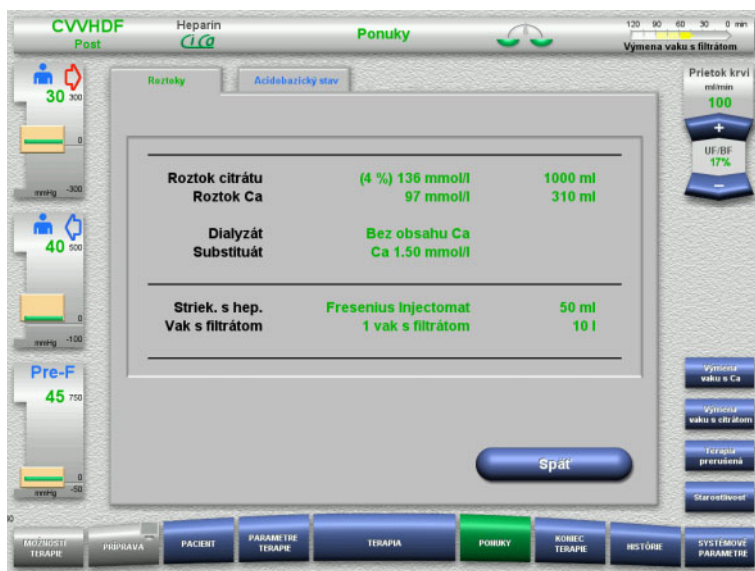 CVVHDF
Post
Heparin
CiCa
Ponuky
120 90 60 30 0 min
Výmena vaku s filtrátom
30 300
0
mmHg -300
40 500
0
mmHg -100
Pre-F
45 750
0
mmHg -50
Roztoky
Acidobazický stav
Roztok citrátu (4 %) 136 mmol/l 1000 ml
Roztok Ca 97 mmol/l 310 ml
Dialyzát Bez obsahu Ca
Substituát Ca 1.50 mmol/l
Striek. s hep. Fresenius Injectomat 50 ml
Vak s filtrátom 1 vak s filtrátom 10 l
Späť
Prietok krvi
ml/min
100
+
UF/BF
17%
−
Výmena
vaku s Ca
Výmena
vaku s citrátom
Terapia
prerušená
Starostlivosť
MOŽNOSTI
TERAPIE
PRÍPRAVA
PACIENT
PARAMETRE
TERAPIE
TERAPIA
PONUKY
KONIEC
TERAPIE
HISTÓRIE
SYSTÉMOVÉ
PARAMETRE